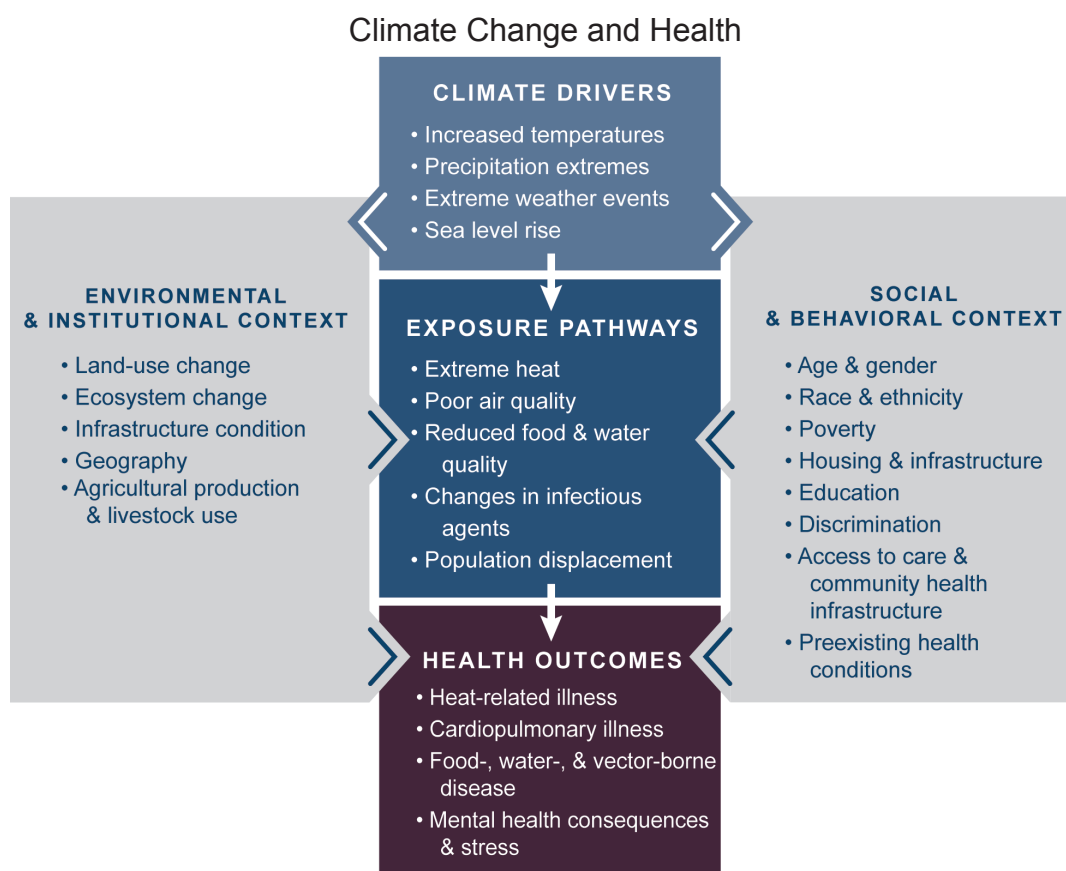 Climate Change and Health
CLIMATE DRIVERS
• Increased temperatures
• Precipitation extremes
• Extreme weather events
• Sea level rise
ENVIRONMENTAL
& INSTITUTIONAL CONTEXT
• Land-use change
• Ecosystem change
• Infrastructure condition
• Geography
• Agricultural production
& livestock use
EXPOSURE PATHWAYS
• Extreme heat
• Poor air quality
• Reduced food & water
quality
• Changes in infectious
agents
• Population displacement
SOCIAL
& BEHAVIORAL CONTEXT
• Age & gender
• Race & ethnicity
• Poverty
• Housing & infrastructure
• Education
• Discrimination
• Access to care &
community health
infrastructure
• Preexisting health
conditions
HEALTH OUTCOMES
• Heat-related illness
• Cardiopulmonary illness
• Food-, water-, & vector-borne
disease
• Mental health consequences
& stress